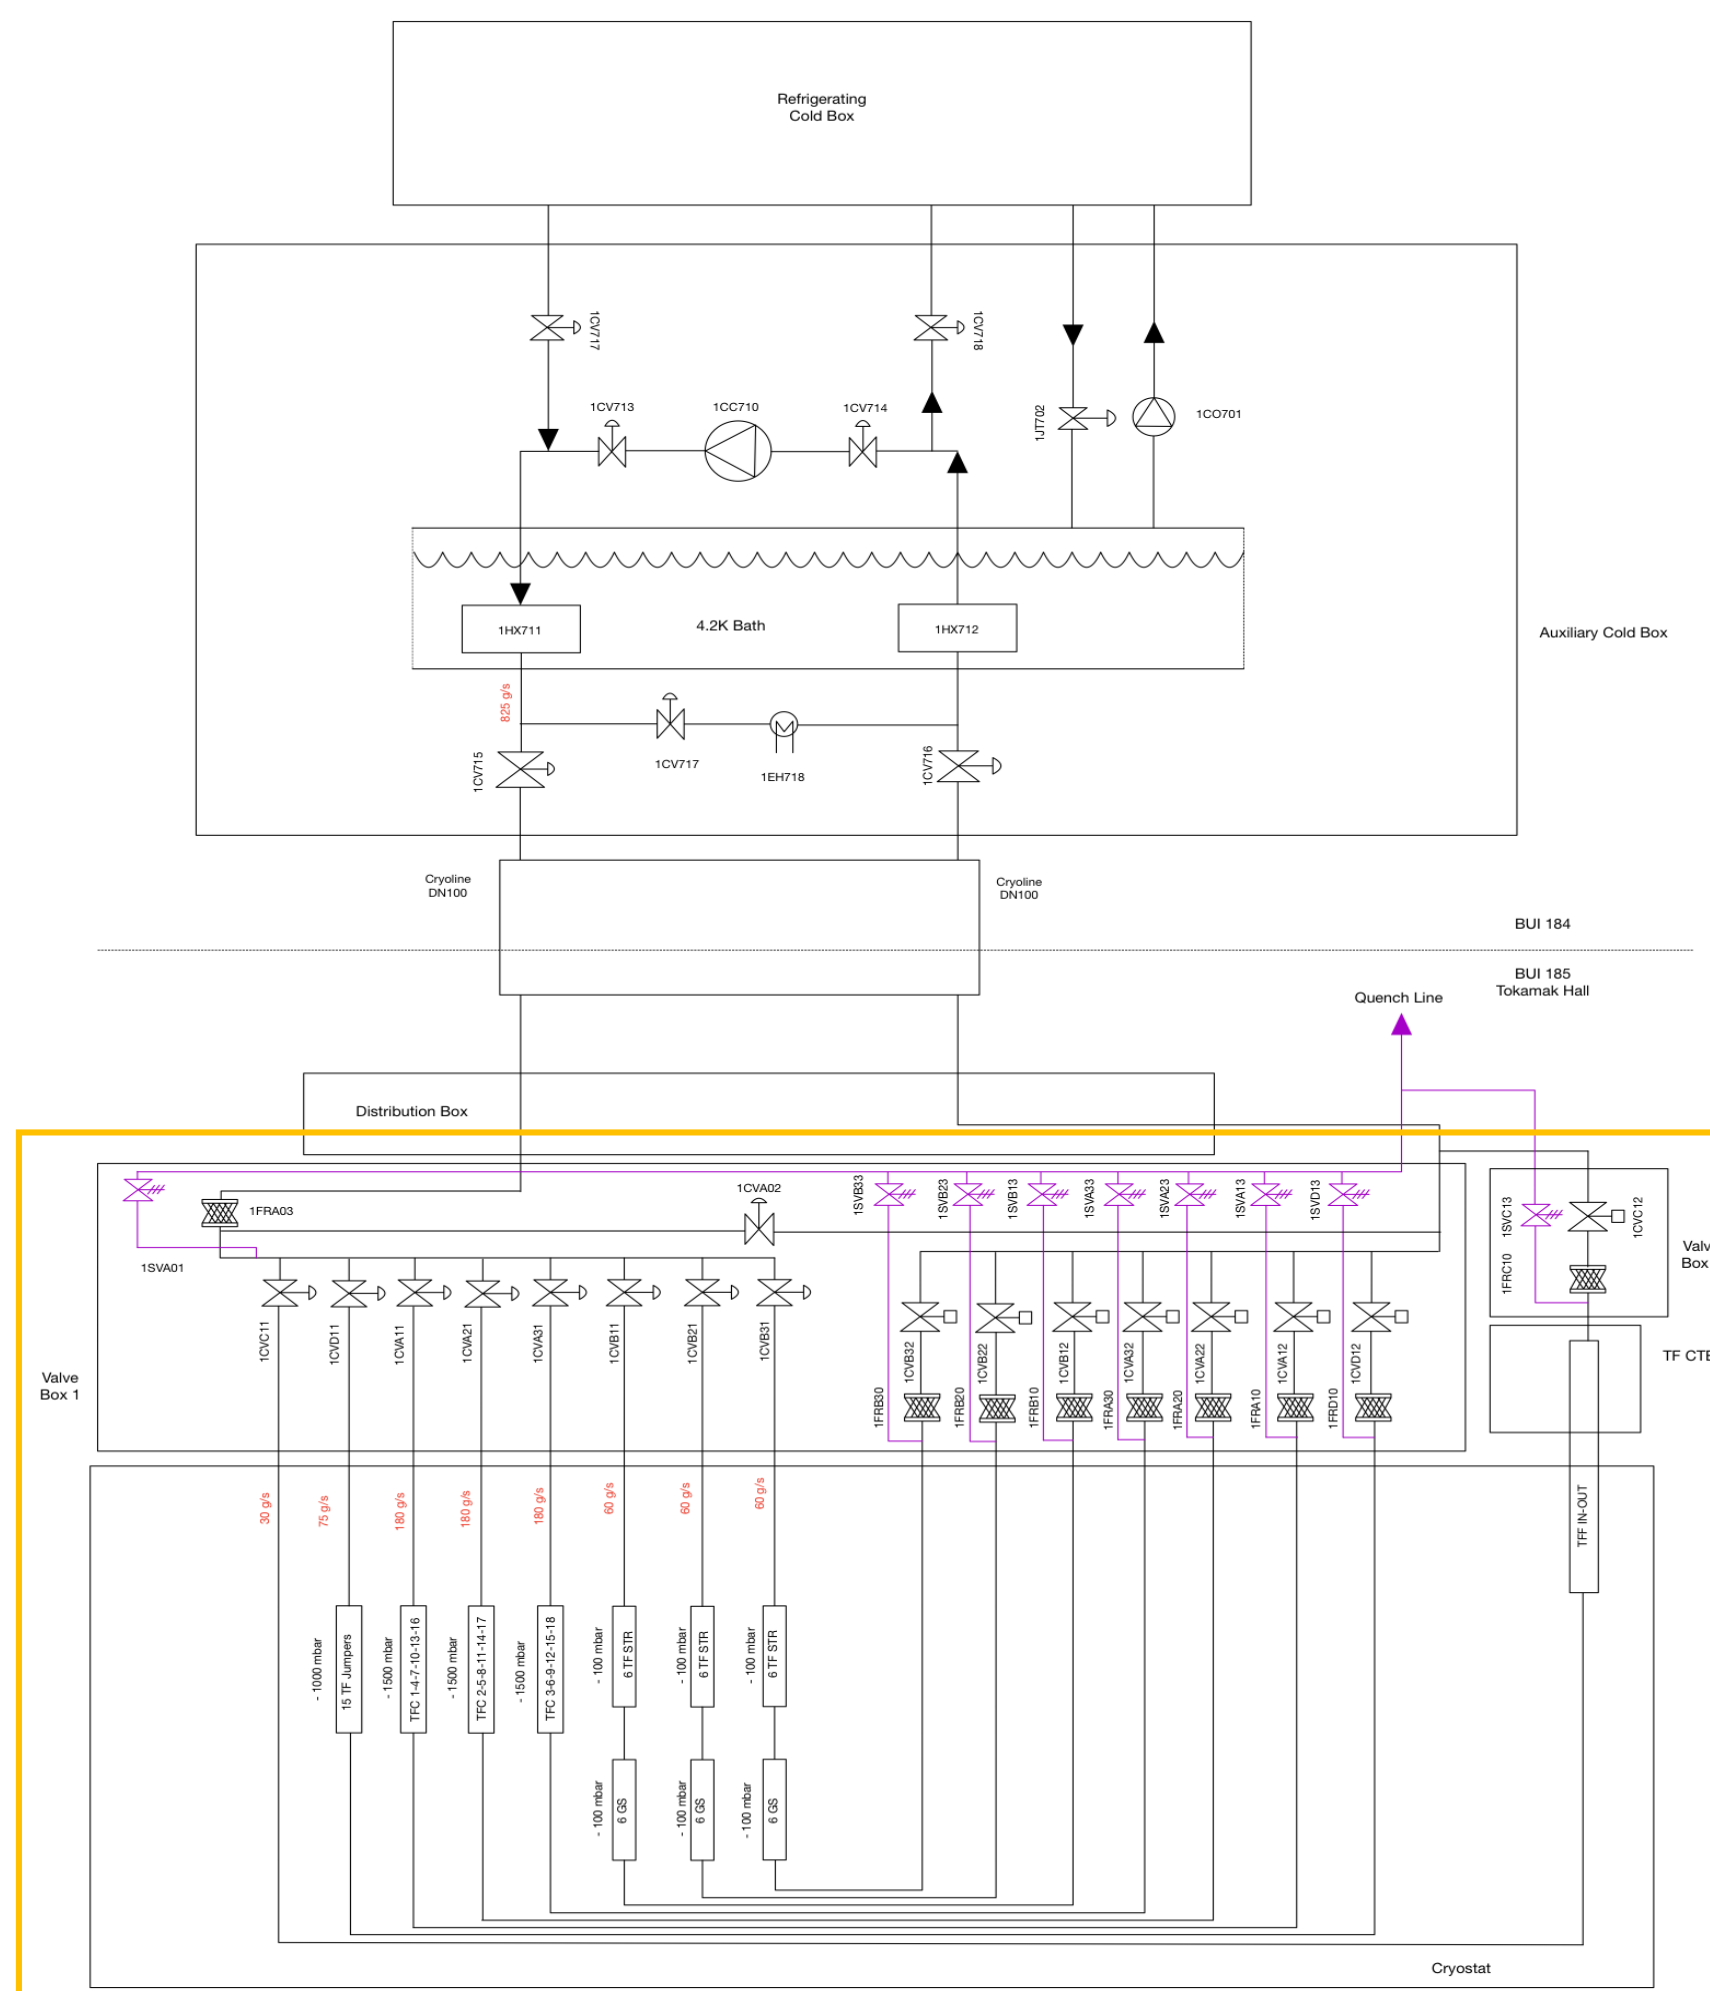 Refrigerating
Cold Box
1CV717
1CV718
1CV713
1CC710
1CV714
1JT702
1CO701
1HX711
4.2K Bath
1HX712
Auxiliary Cold Box
825 g/s
1CV715
1CV717
1EH718
1CV716
Cryoline
DN100
Cryoline
DN100
BUI 184
BUI 185
Tokamak Hall
Quench Line
Distribution Box
1FRA03
1CVA02
1SVB33
1SVB23
1SVB13
1SVA33
1SVA23
1SVA13
1SVD13
1SVC13
1CVC12
1FRC10
Valv
Box
1SVA01
1CVC11
1CVD11
1CVA11
1CVA21
1CVA31
1CVB11
1CVB21
1CVB31
1CVB32
1CVB22
1CVB12
1CVA32
1CVA22
1CVA12
1CVD12
1FRB30
1FRB20
1FRB10
1FRA30
1FRA20
1FRA10
1FRD10
TF CTB
Valve
Box 1
30 g/s
75 g/s
180 g/s
180 g/s
180 g/s
60 g/s
60 g/s
60 g/s
TFF IN-OUT
- 1000 mbar
15 TF Jumpers
- 1500 mbar
TFC 1-4-7-10-13-16
- 1500 mbar
TFC 2-5-8-11-14-17
- 1500 mbar
TFC 3-6-9-12-15-18
- 100 mbar
6 TF STR
- 100 mbar
6 TF STR
- 100 mbar
6 TF STR
- 100 mbar
6 GS
- 100 mbar
6 GS
- 100 mbar
6 GS
Cryostat